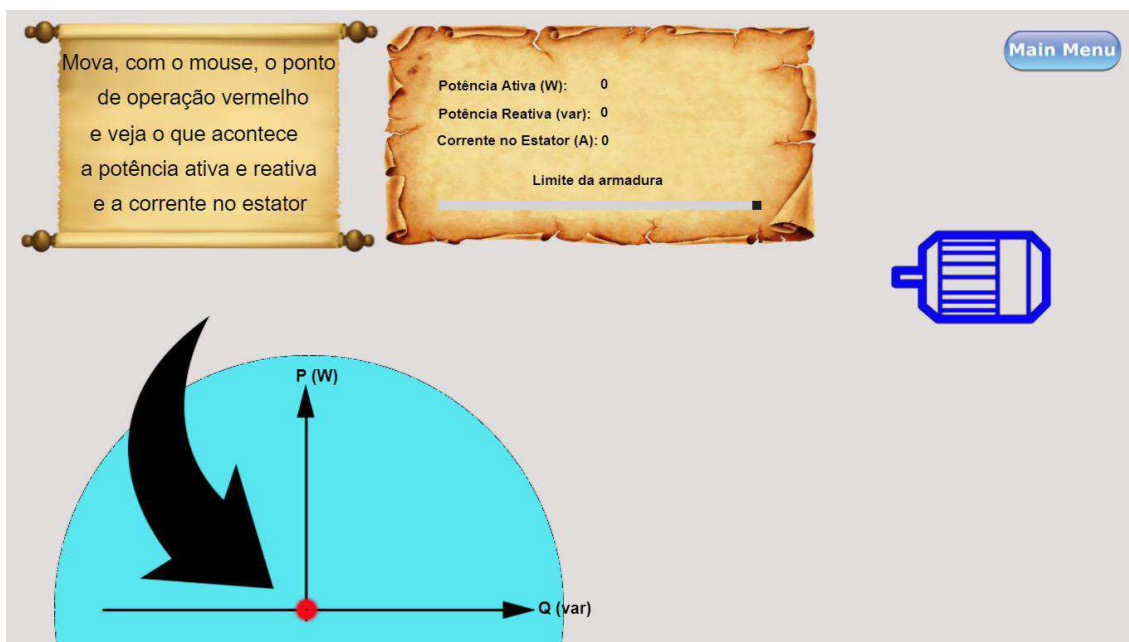 Mova, com o mouse, o ponto
de operação vermelho
e veja o que acontece
a potência ativa e reativa
e a corrente no estator
Potência Ativa (W): 0
Potência Reativa (var): 0
Corrente no Estator (A): 0
Limite da armadura
Main Menu
P (W)
Q (var)